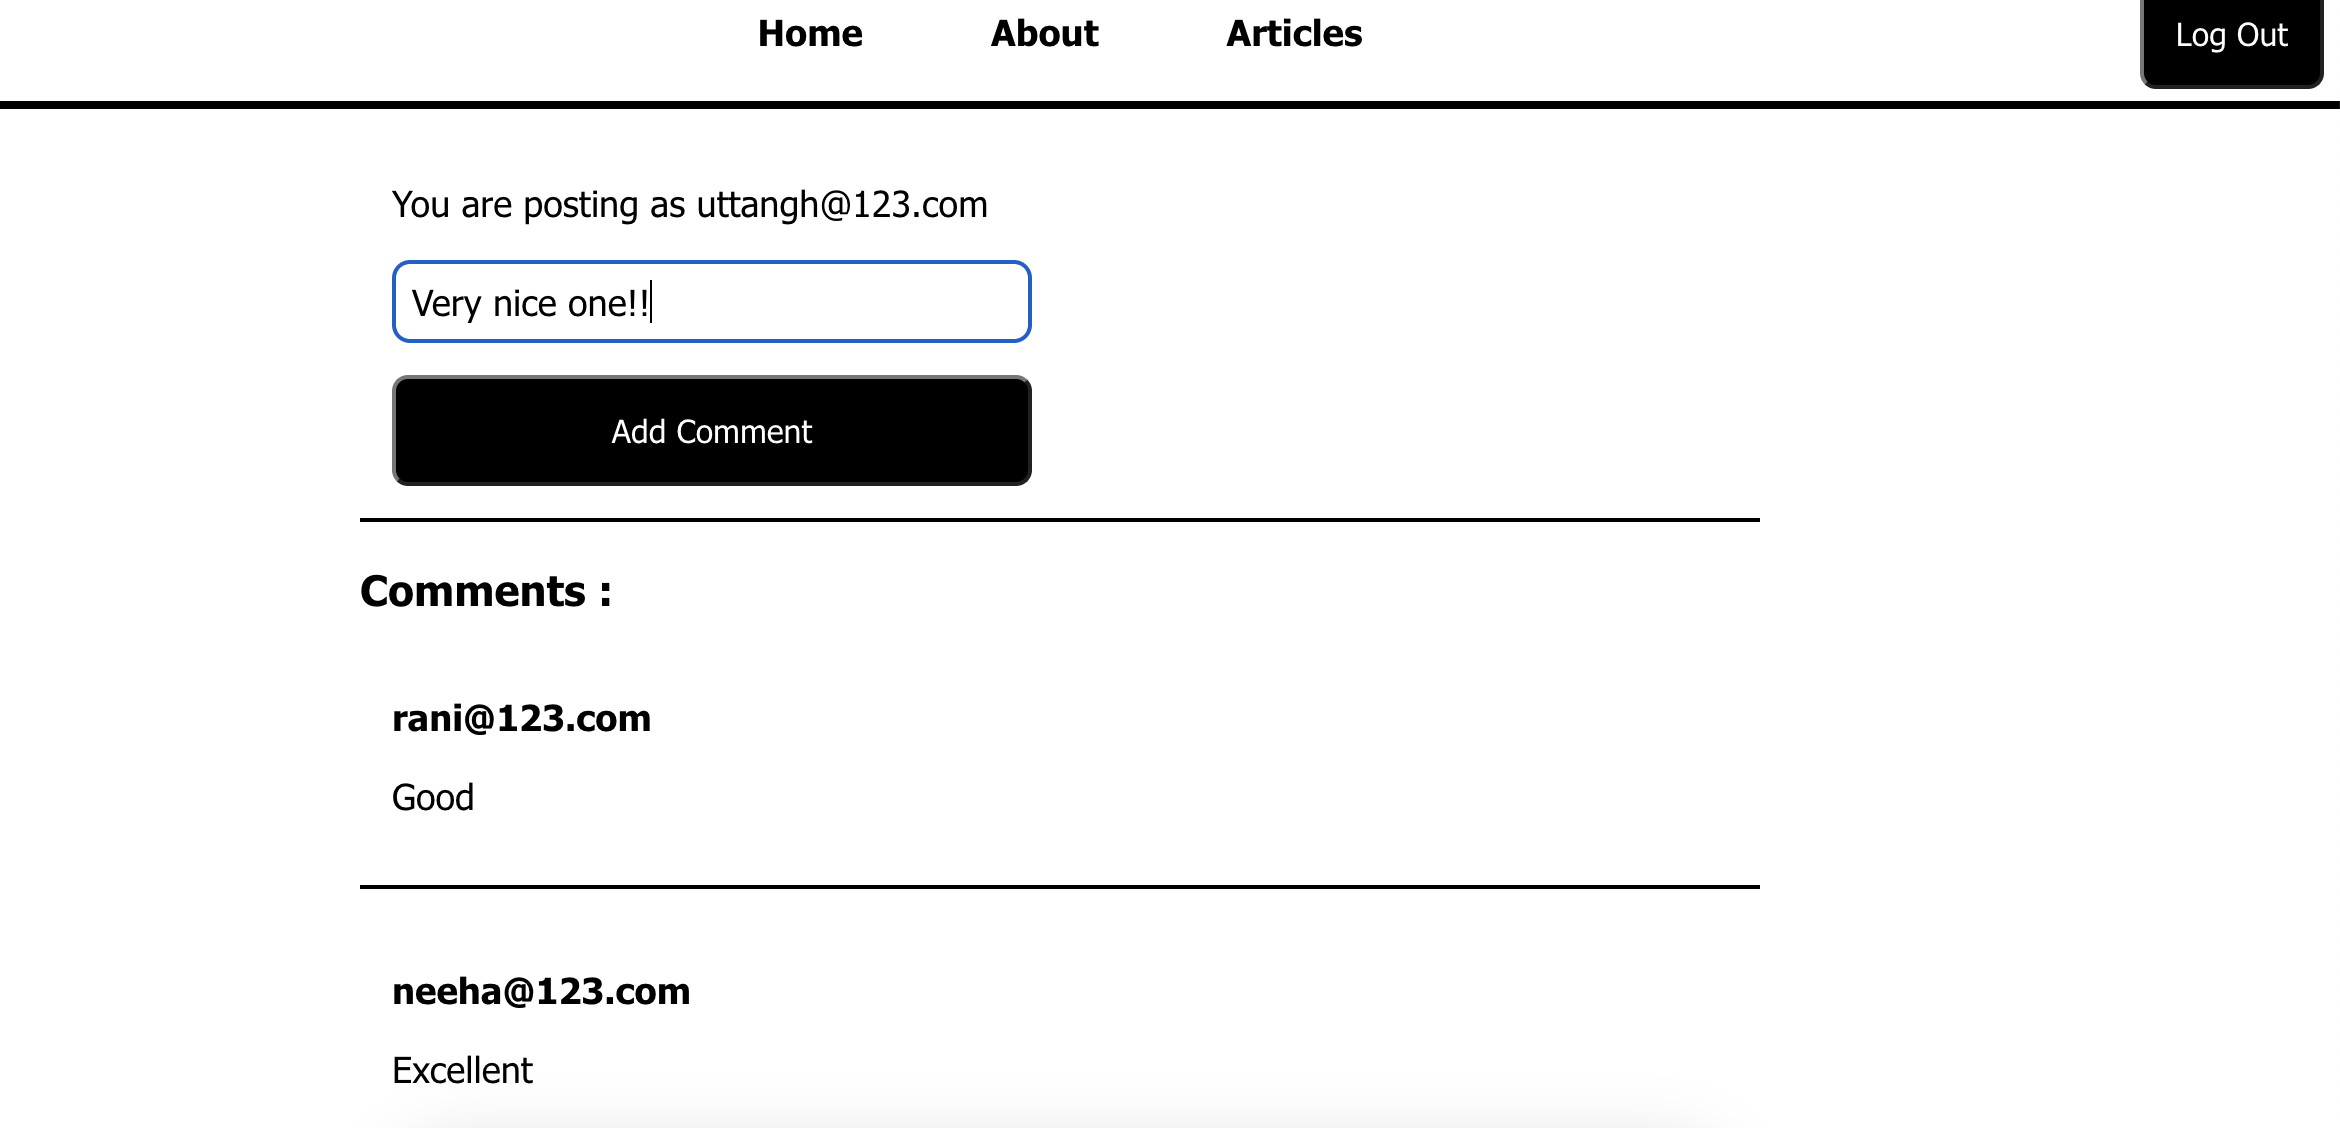 Home About Articles Log Out
You are posting as uttangh@123.com
Very nice one!!
Add Comment
Comments :
rani@123.com
Good
neeha@123.com
Excellent